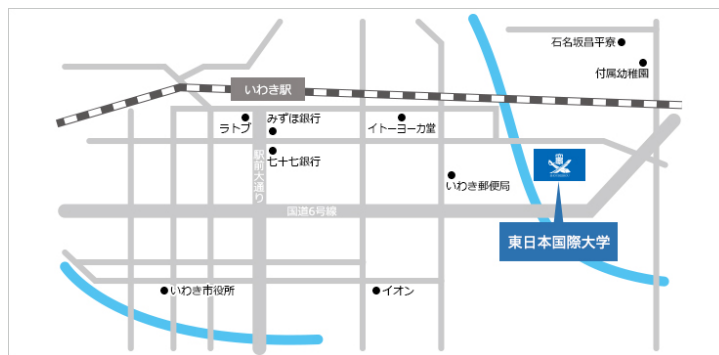 石名坂昌平寮
付属幼稚園
いわき駅
ラトブ
みずほ銀行
イトーヨーカ堂
七十七銀行
駅前大通り
いわき郵便局
国道6号線
東日本国際大学
いわき市役所
イオン